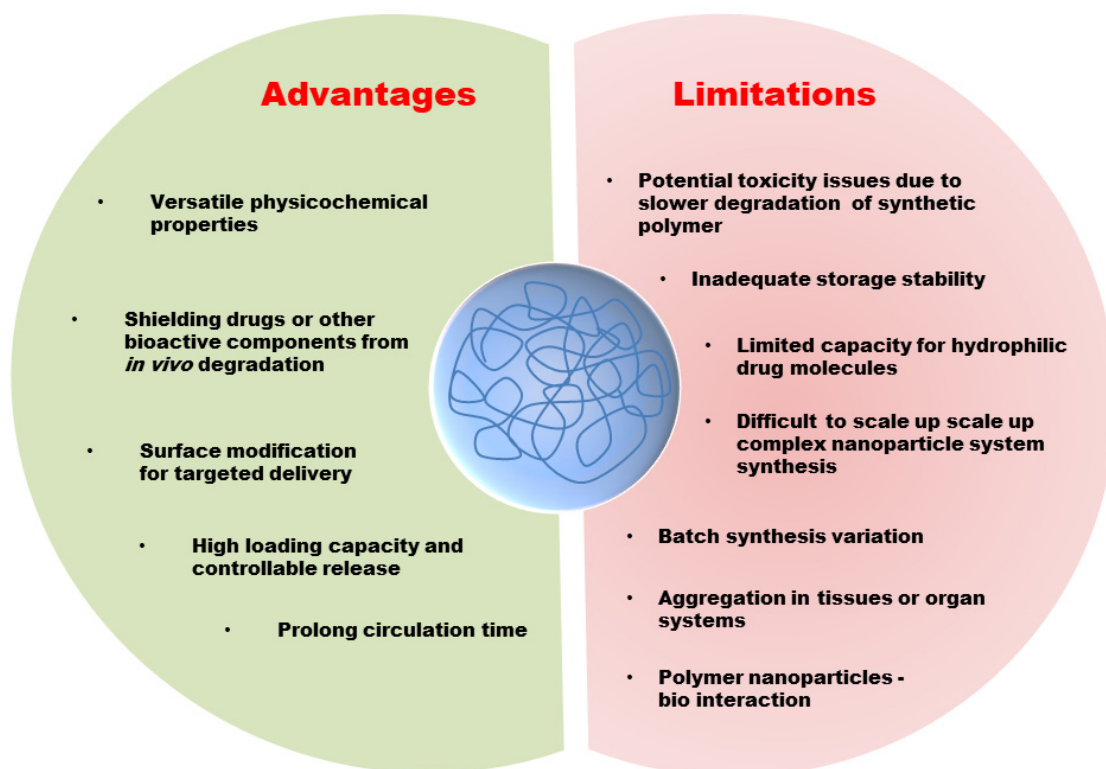 Advantages
• Versatile physicochemical
properties
• Shielding drugs or other
bioactive components from
in vivo degradation
• Surface modification
for targeted delivery
• High loading capacity and
controllable release
• Prolong circulation time
Limitations
• Potential toxicity issues due to
slower degradation of synthetic
polymer
• Inadequate storage stability
• Limited capacity for hydrophilic
drug molecules
• Difficult to scale up scale up
complex nanoparticle system
synthesis
• Batch synthesis variation
• Aggregation in tissues or organ
systems
• Polymer nanoparticles -
bio interaction